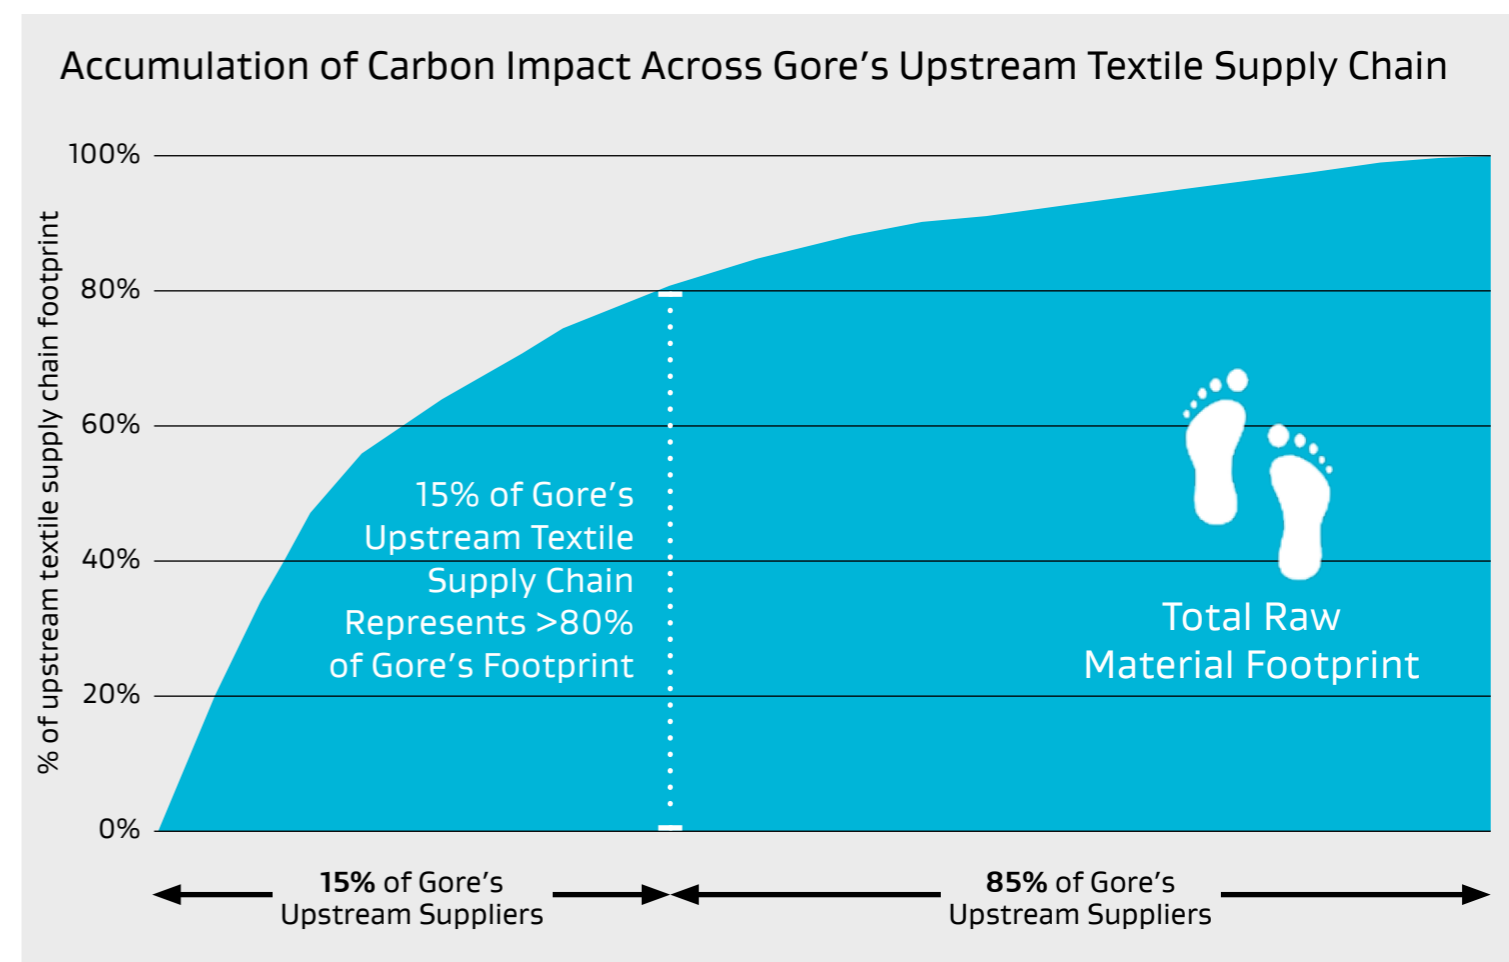 Accumulation of Carbon Impact Across Gore's Upstream Textile Supply Chain
% of upstream textile supply chain footprint
100%
80%
60%
40%
20%
0%
15% of Gore's
Upstream Textile
Supply Chain
Represents >80%
of Gore's Footprint
Total Raw
Material Footprint
15% of Gore's
Upstream Suppliers
85% of Gore's
Upstream Suppliers